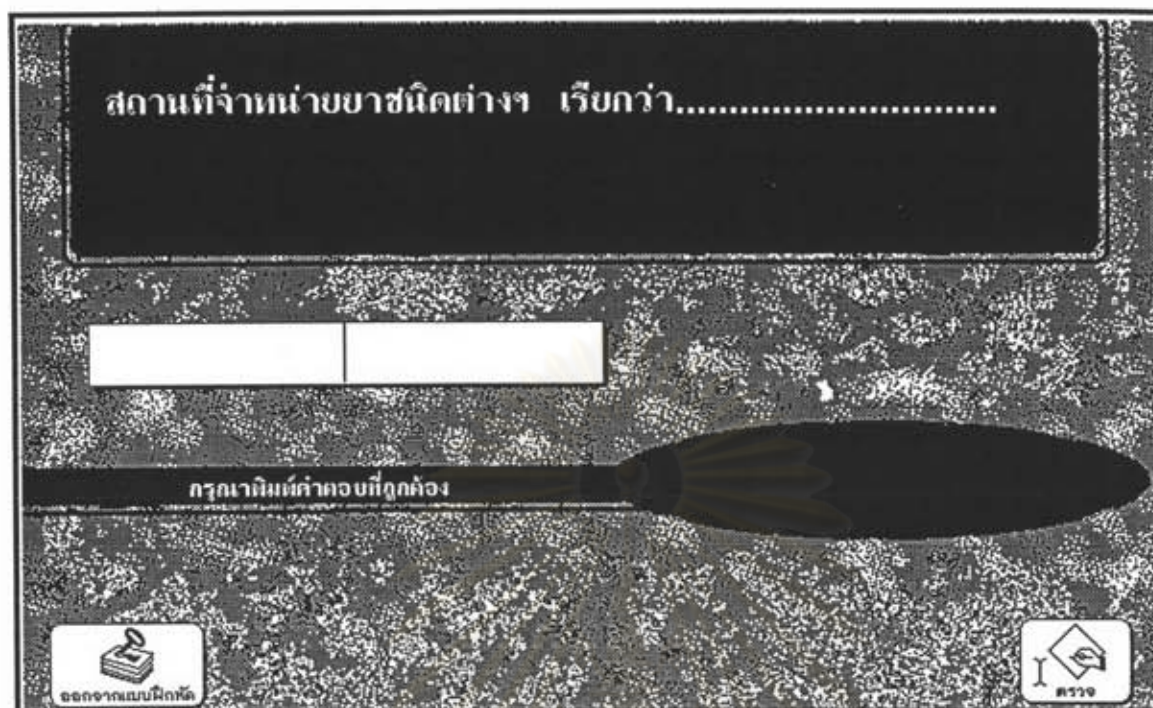 สถานที่จำหน่ายยาชนิดต่างๆ เรียกว่า............................
กรุณาพิมพ์คำตอบที่ถูกต้อง
ออกจากแบบฝึกหัด
ตรวจ